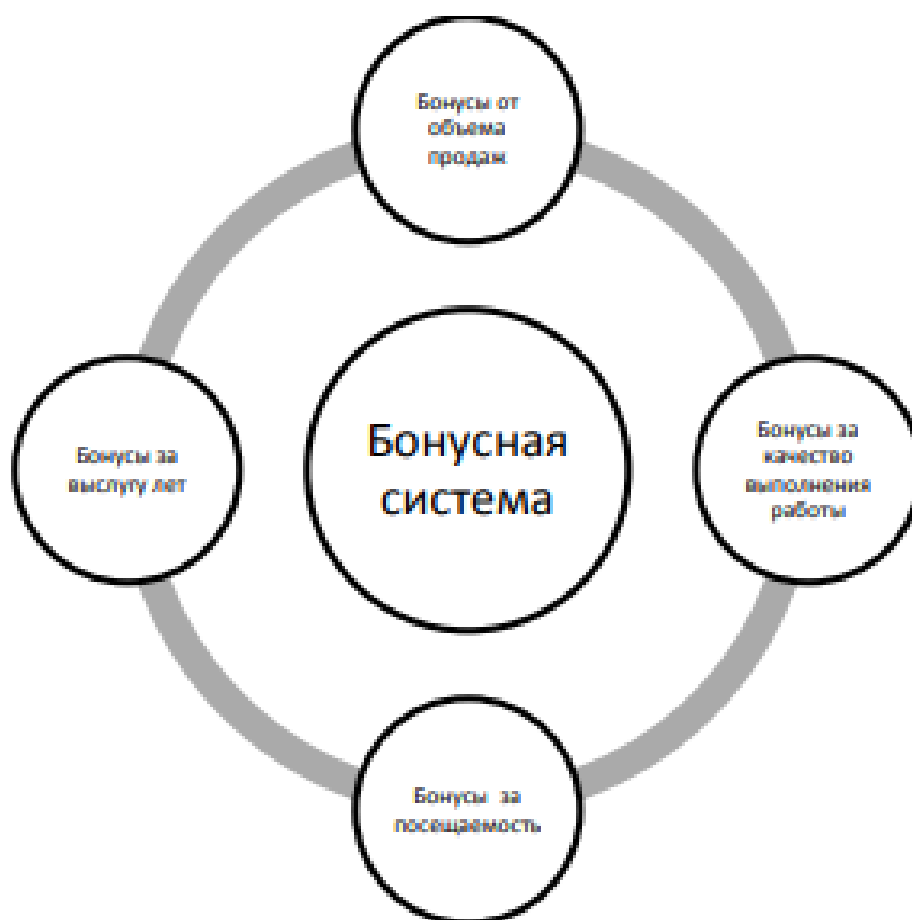 Бонусы от
объема
продаж
Бонусы за
выслугу лет
Бонусная
система
Бонусы за
качество
выполнения
работы
Бонусы за
посещаемость